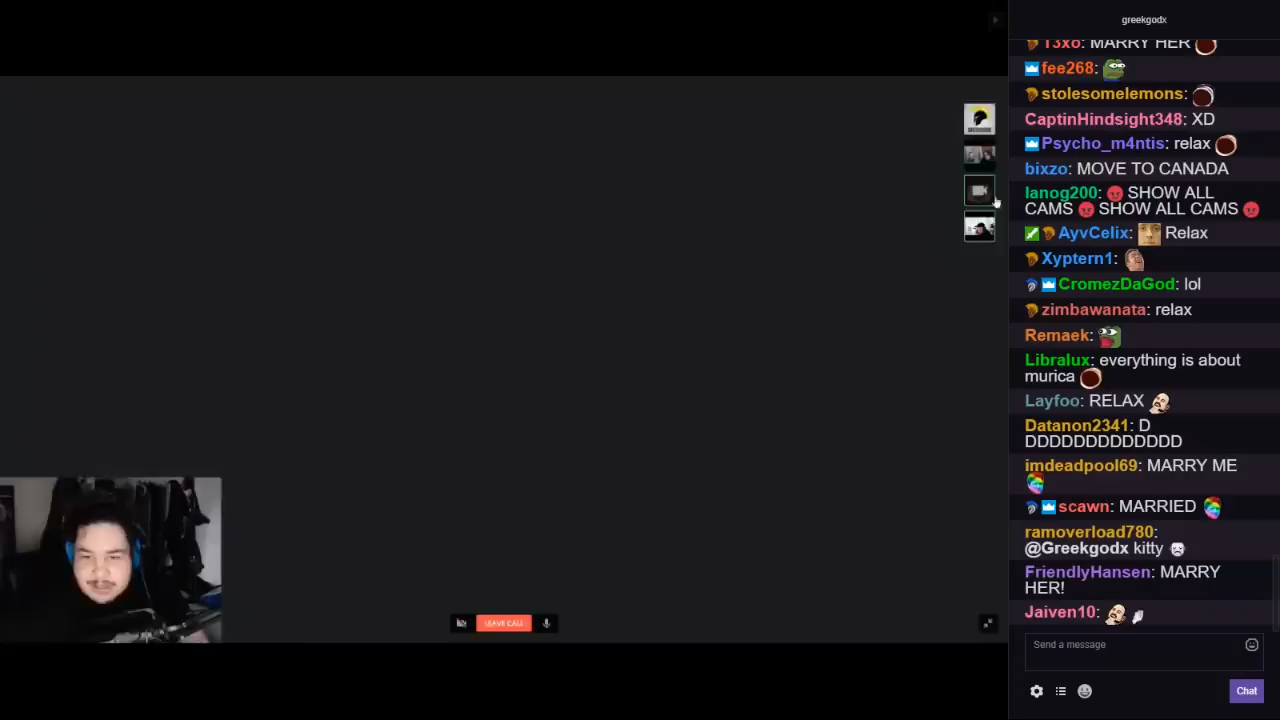 greekgodx
T3xo: MARRY HER
fee268:
stolesomelemons:
CaptinHindsight348: XD
Psycho_m4ntis: relax
bixzo: MOVE TO CANADA
lanog200: SHOW ALL
CAMS SHOW ALL CAMS
AyvCelix: Relax
Xyptern1:
CromezDaGod: lol
zimbawanata: relax
Remaek:
Libralux: everything is about
murica
Layfoo: RELAX
Datanon2341: D
DDDDDDDDDDDDD
imdeadpool69: MARRY ME
scawn: MARRIED
ramoverload780:
@Greekgodx kitty
FriendlyHansen: MARRY
HER!
Jaiven10:
LEAVE CALL
Send a message
Chat